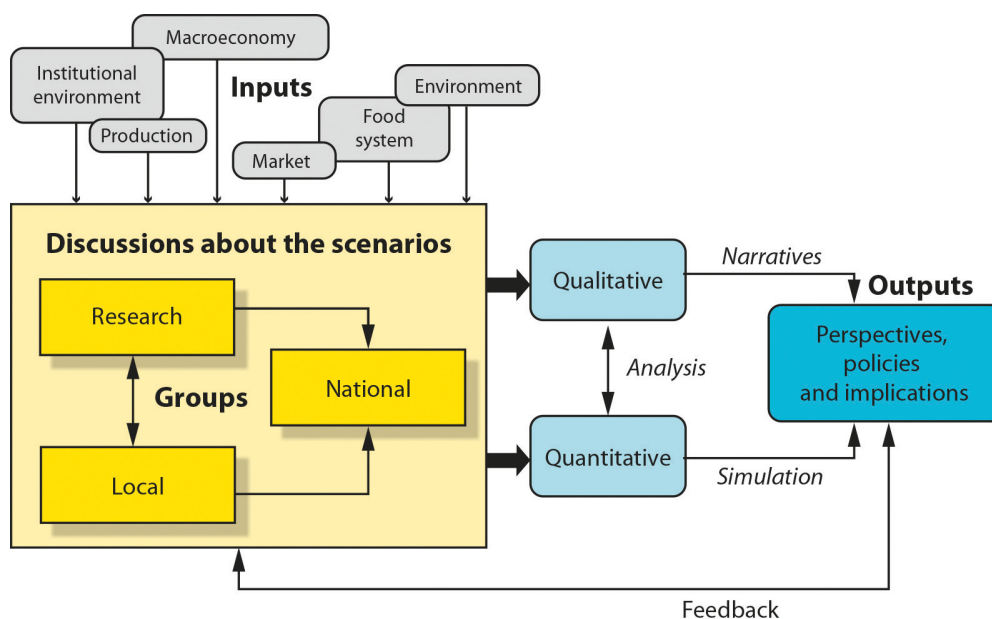 Macroeconomy
Institutional
environment
Inputs
Environment
Production
Food
system
Market
Discussions about the scenarios
Research
Groups
National
Local
Qualitative
Narratives
Analysis
Quantitative
Simulation
Outputs
Perspectives,
policies
and implications
Feedback